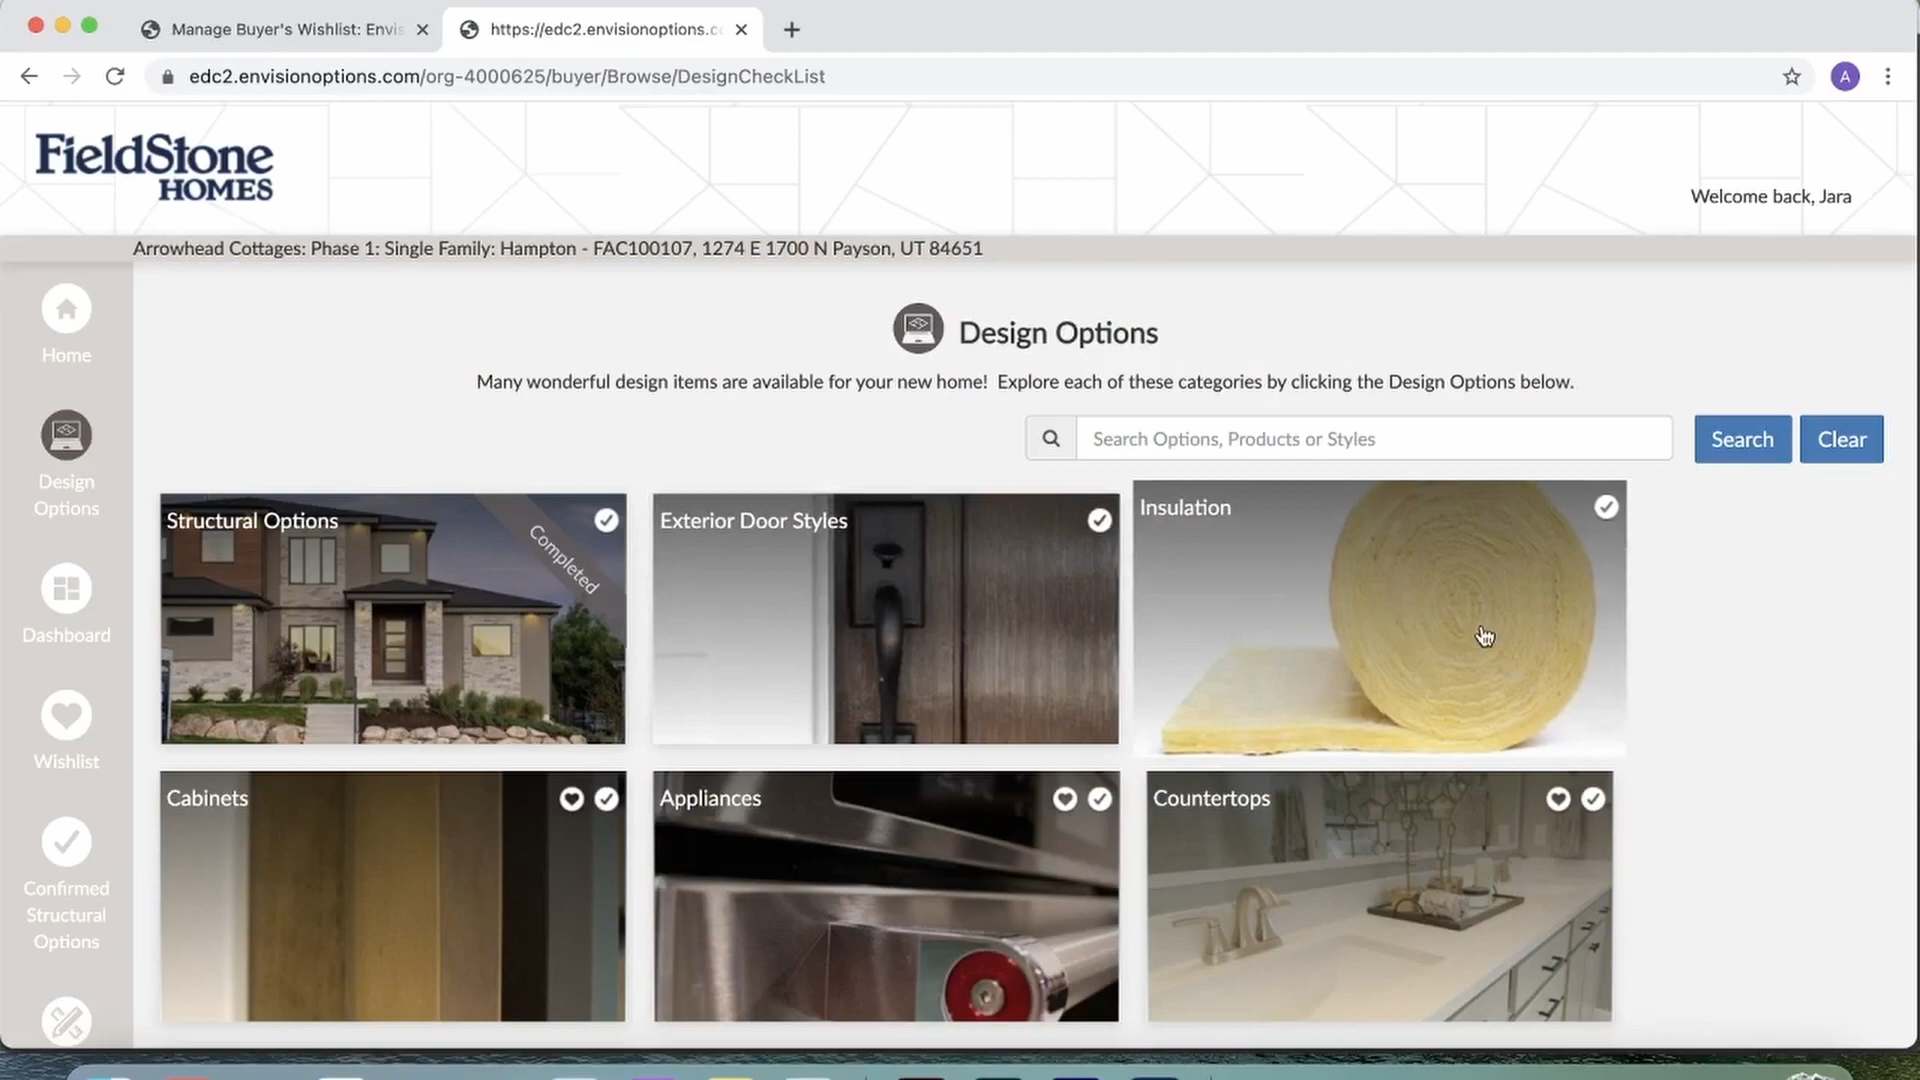 Manage Buyer's Wishlist: Envis
https://edc2.envisionoptions.co
edc2.envisionoptions.com/org-4000625/buyer/Browse/DesignCheckList
A
FieldStone
HOMES
Welcome back, Jara
Arrowhead Cottages: Phase 1: Single Family: Hampton - FAC100107, 1274 E 1700 N Payson, UT 84651
Home
Design
Options
Dashboard
Wishlist
Confirmed
Structural
Options
Design Options
Many wonderful design items are available for your new home! Explore each of these categories by clicking the Design Options below.
Search Options, Products or Styles
Search
Clear
Structural Options
Completed
Exterior Door Styles
Insulation
Cabinets
Appliances
Countertops